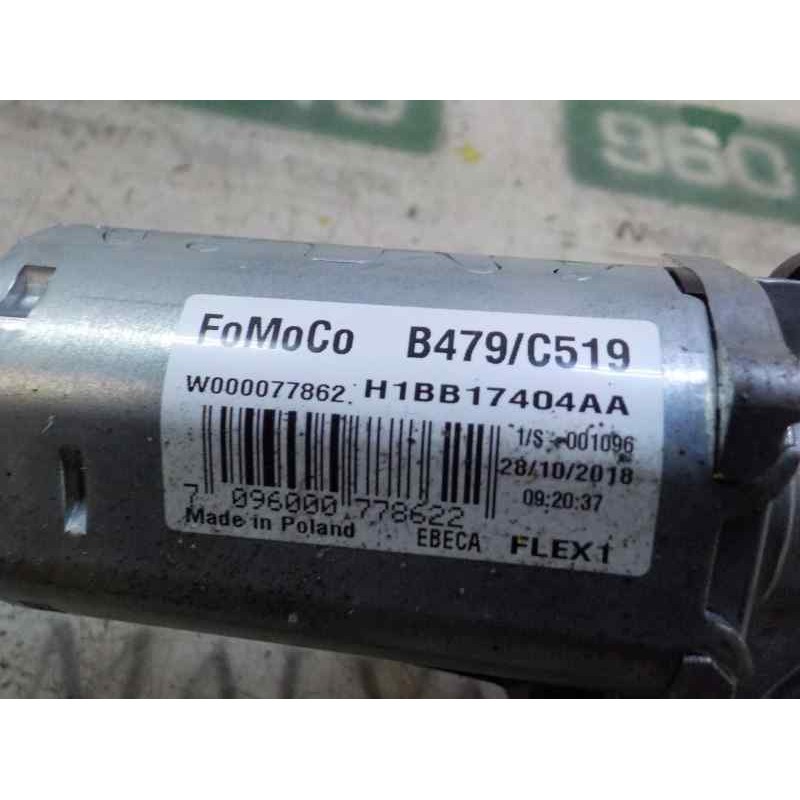 960
FoMoCo B479/C519
W000077862 H1BB17404AA
1/S -001096
28/10/2018
09:20:37
7 096000 778622
Made in Poland EBECA FLEX1